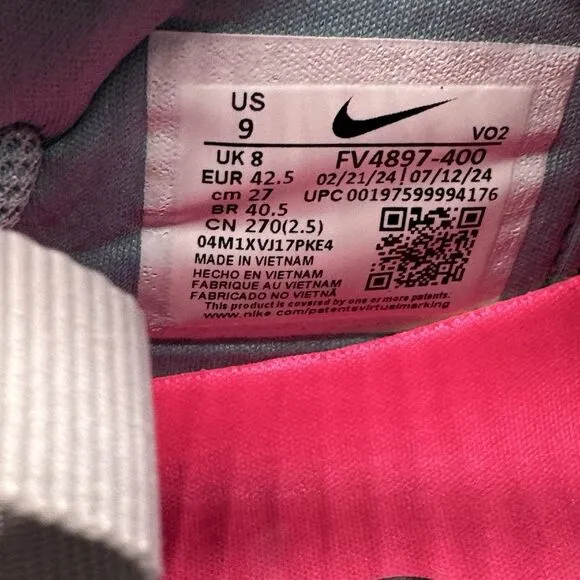 US
9
VO2
UK 8
FV4897-400
EUR 42.5
02/21/24 07/12/24
cm 27
UPC 00197599994176
BR 40.5
CN 270(2.5)
04M1XVJ17PKE4
MADE IN VIETNAM
HECHO EN VIETNAM
FABRIQUE AU VIETNAM
FABRICADO NO VIETNÃ
This product is covered by one or more patents.
www.nike.com/patentsvirtualmarking